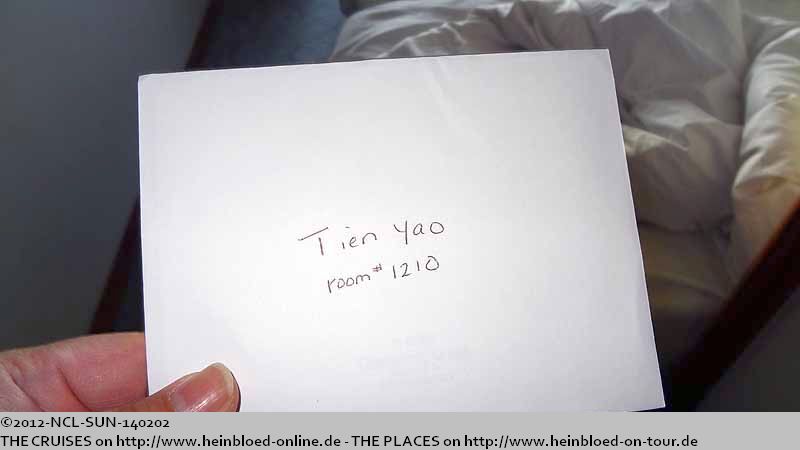 Tien Yao
room# 1210
©2012-NCL-SUN-140202
THE CRUISES on http://www.heinbloed-online.de - THE PLACES on http://www.heinbloed-on-tour.de